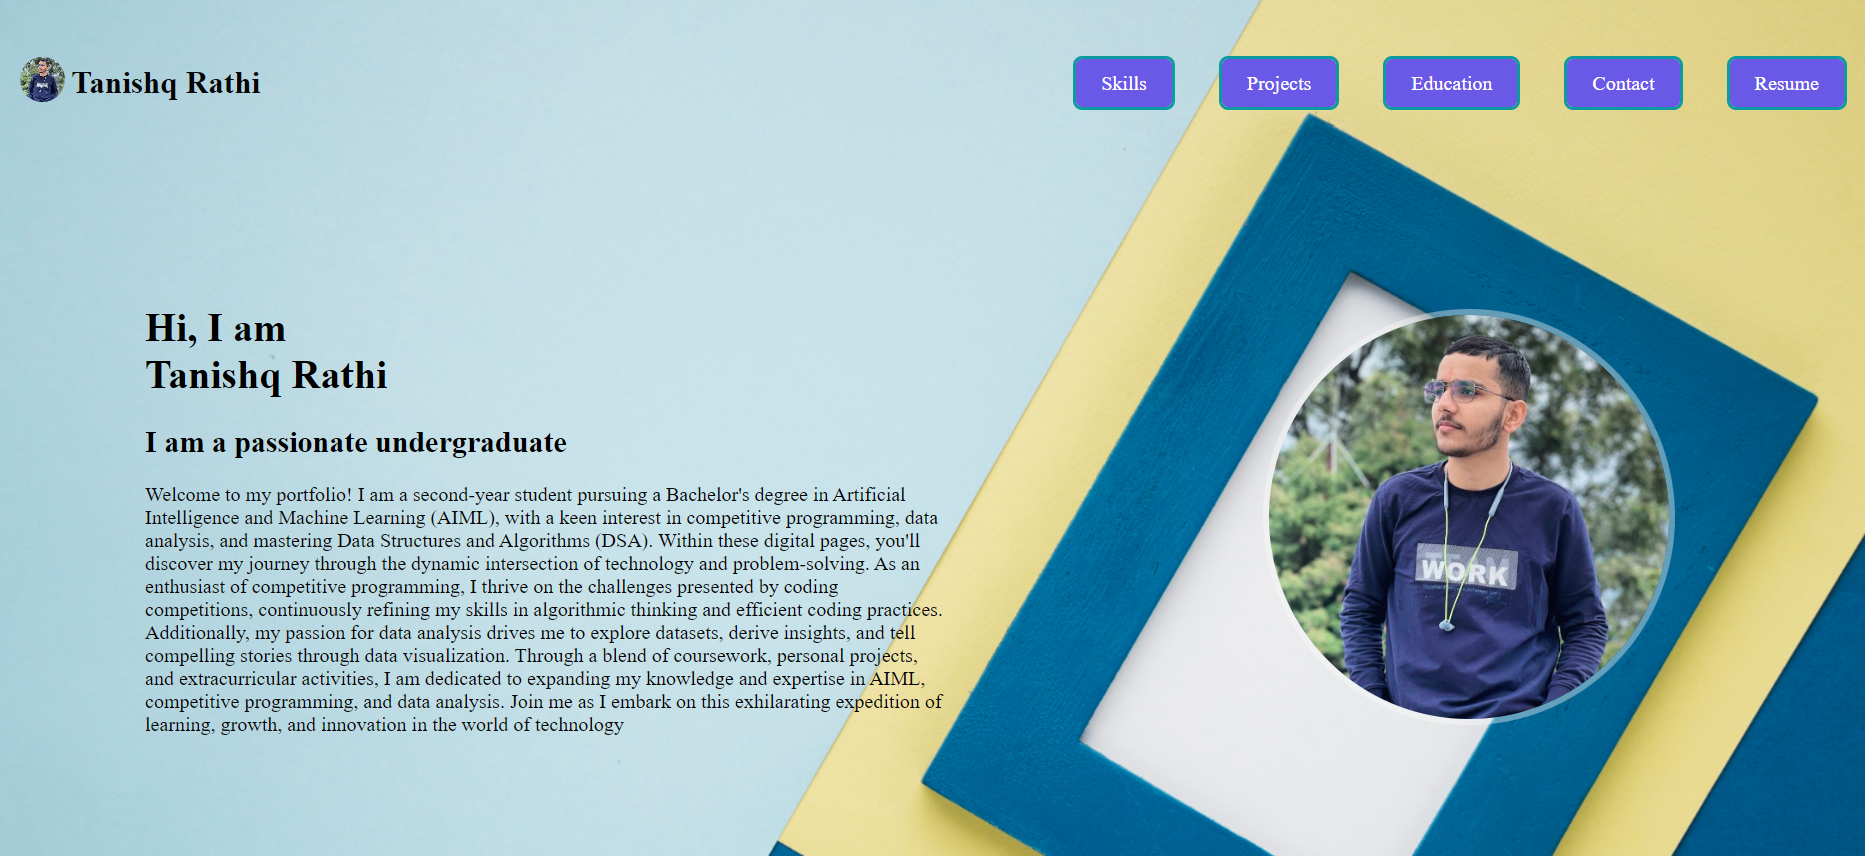 Tanishq Rathi
Skills
Projects
Education
Contact
Resume
Hi, I am
Tanishq Rathi
I am a passionate undergraduate
Welcome to my portfolio! I am a second-year student pursuing a Bachelor's degree in Artificial
Intelligence and Machine Learning (AIML), with a keen interest in competitive programming, data
analysis, and mastering Data Structures and Algorithms (DSA). Within these digital pages, you'll
discover my journey through the dynamic intersection of technology and problem-solving. As an
enthusiast of competitive programming, I thrive on the challenges presented by coding
competitions, continuously refining my skills in algorithmic thinking and efficient coding practices.
Additionally, my passion for data analysis drives me to explore datasets, derive insights, and tell
compelling stories through data visualization. Through a blend of coursework, personal projects,
and extracurricular activities, I am dedicated to expanding my knowledge and expertise in AIML,
competitive programming, and data analysis. Join me as I embark on this exhilarating expedition of
learning, growth, and innovation in the world of technology
WORK